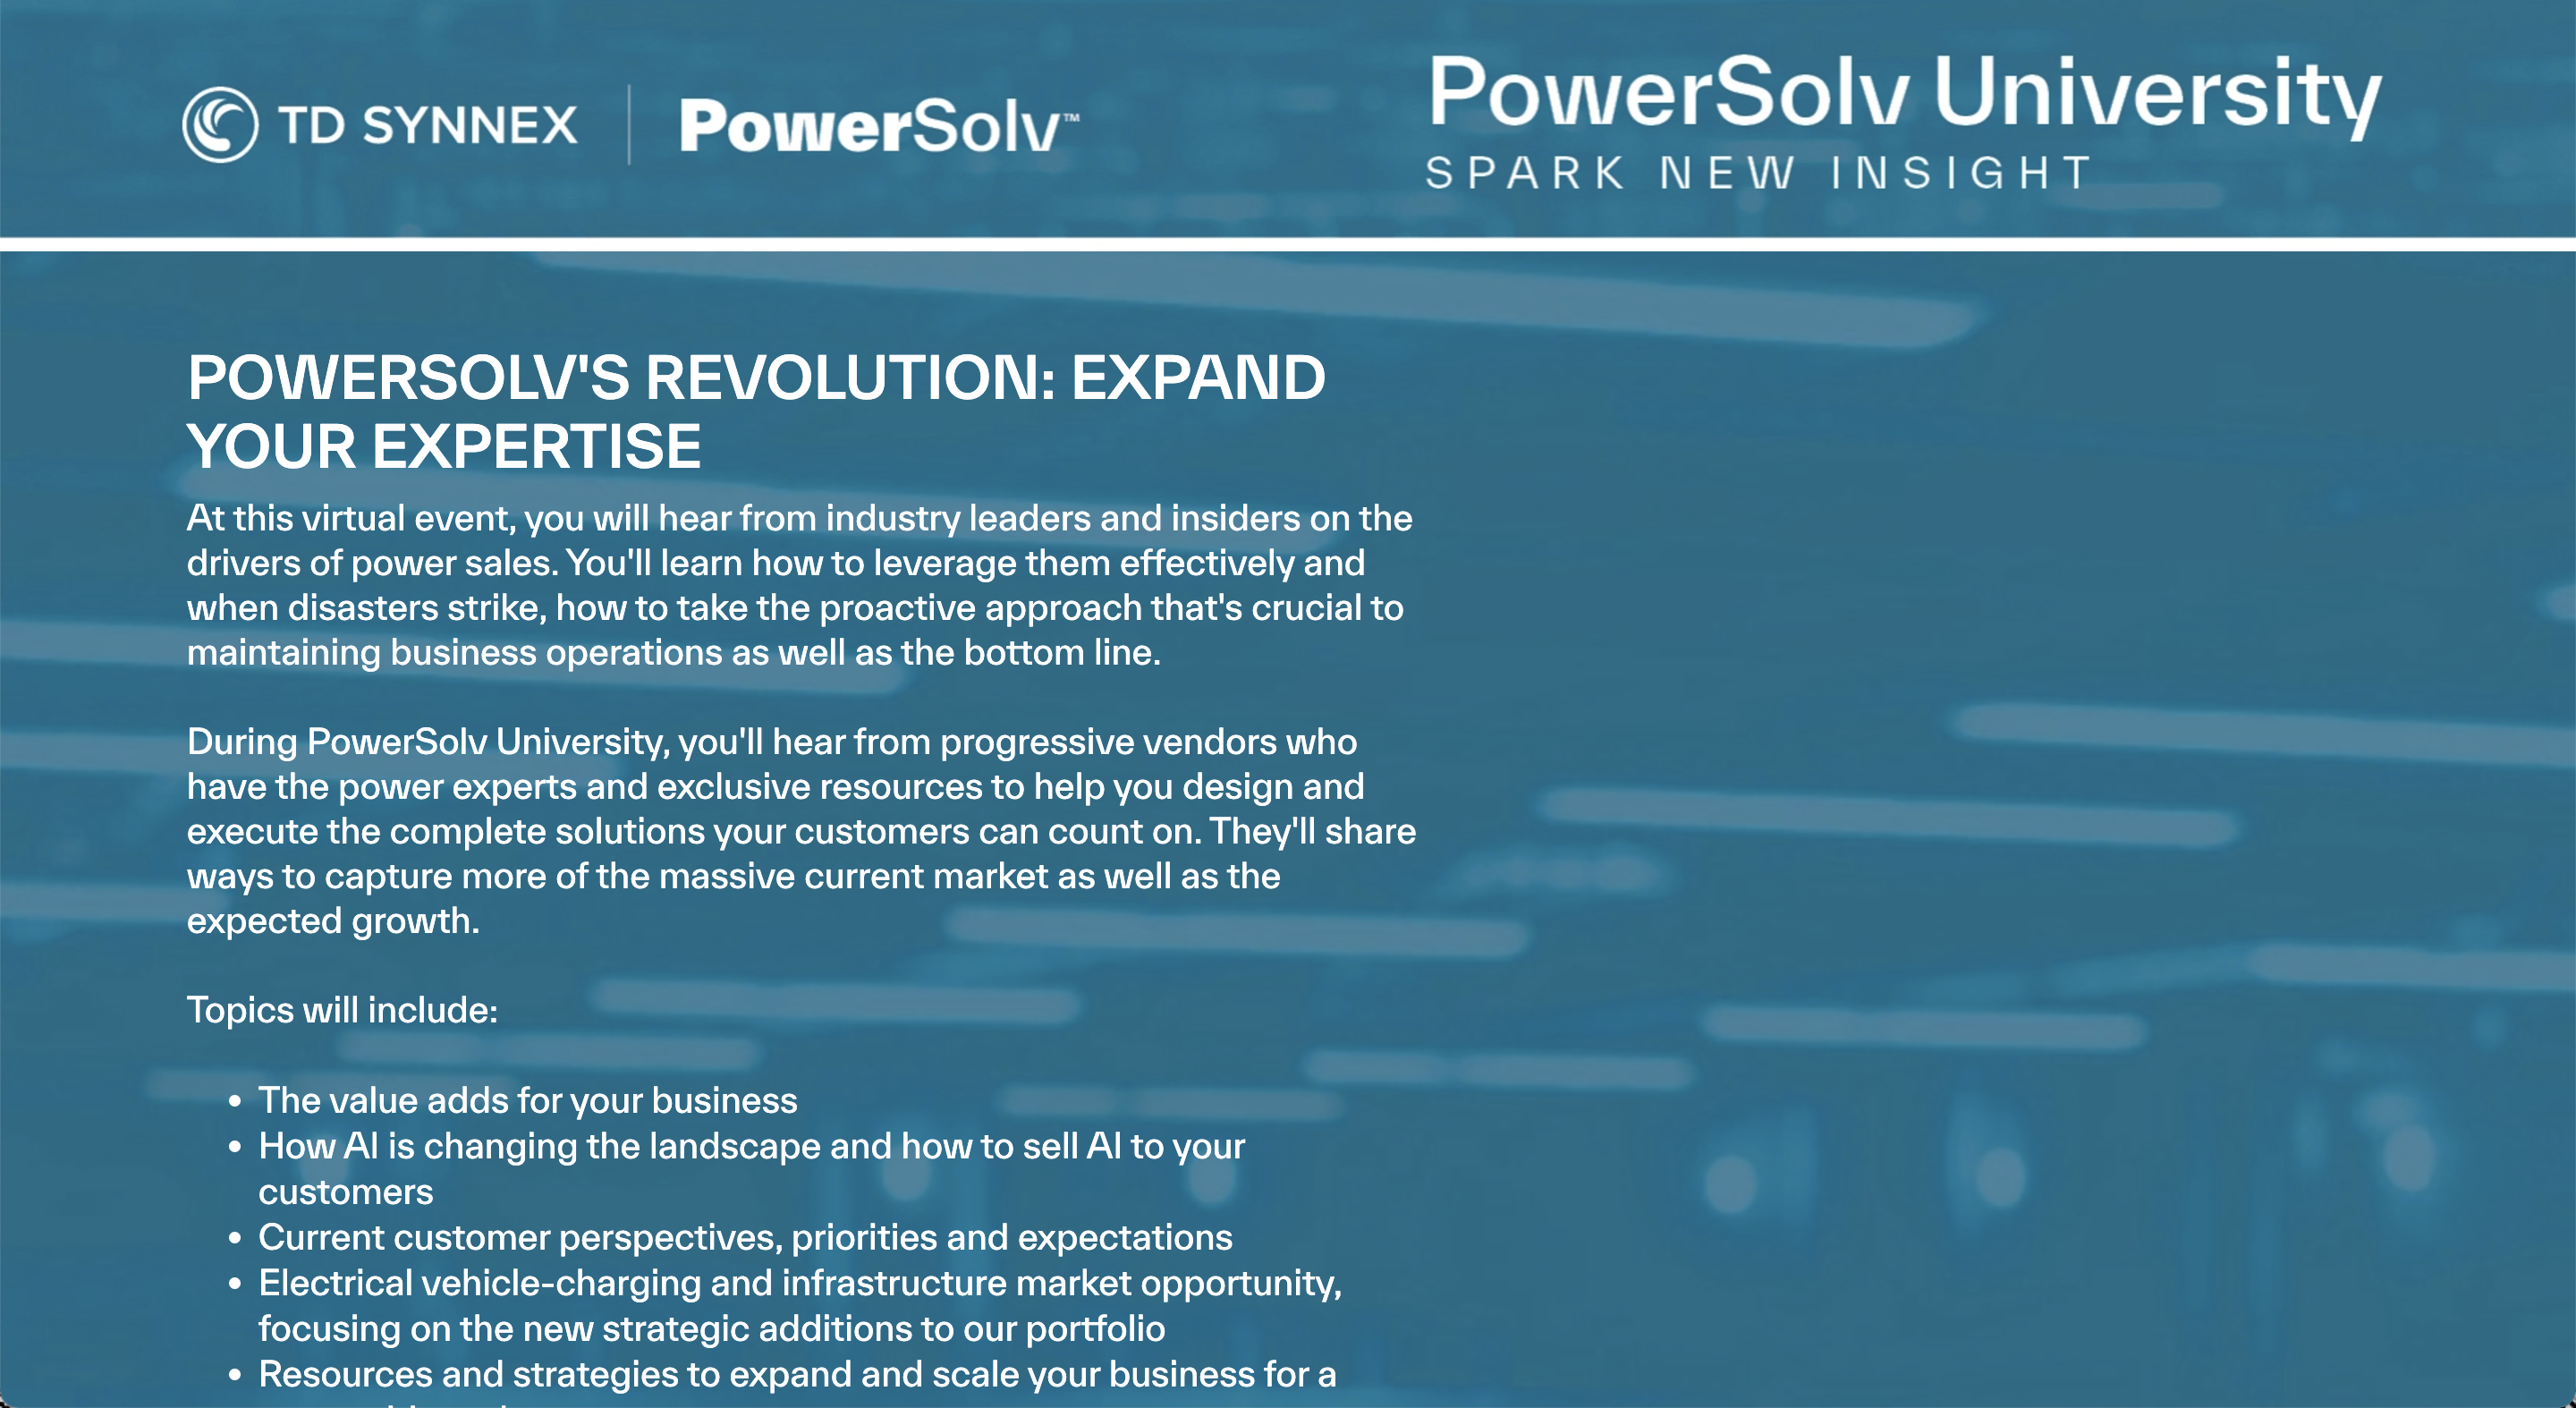 TD SYNNEX
PowerSolv™
PowerSolv University
SPARK NEW INSIGHT
POWERSOLV'S REVOLUTION: EXPAND
YOUR EXPERTISE
At this virtual event, you will hear from industry leaders and insiders on the
drivers of power sales. You'll learn how to leverage them effectively and
when disasters strike, how to take the proactive approach that's crucial to
maintaining business operations as well as the bottom line.
During PowerSolv University, you'll hear from progressive vendors who
have the power experts and exclusive resources to help you design and
execute the complete solutions your customers can count on. They'll share
ways to capture more of the massive current market as well as the
expected growth.
Topics will include:
• The value adds for your business
• How AI is changing the landscape and how to sell AI to your
customers
• Current customer perspectives, priorities and expectations
• Electrical vehicle-charging and infrastructure market opportunity,
focusing on the new strategic additions to our portfolio
• Resources and strategies to expand and scale your business for a